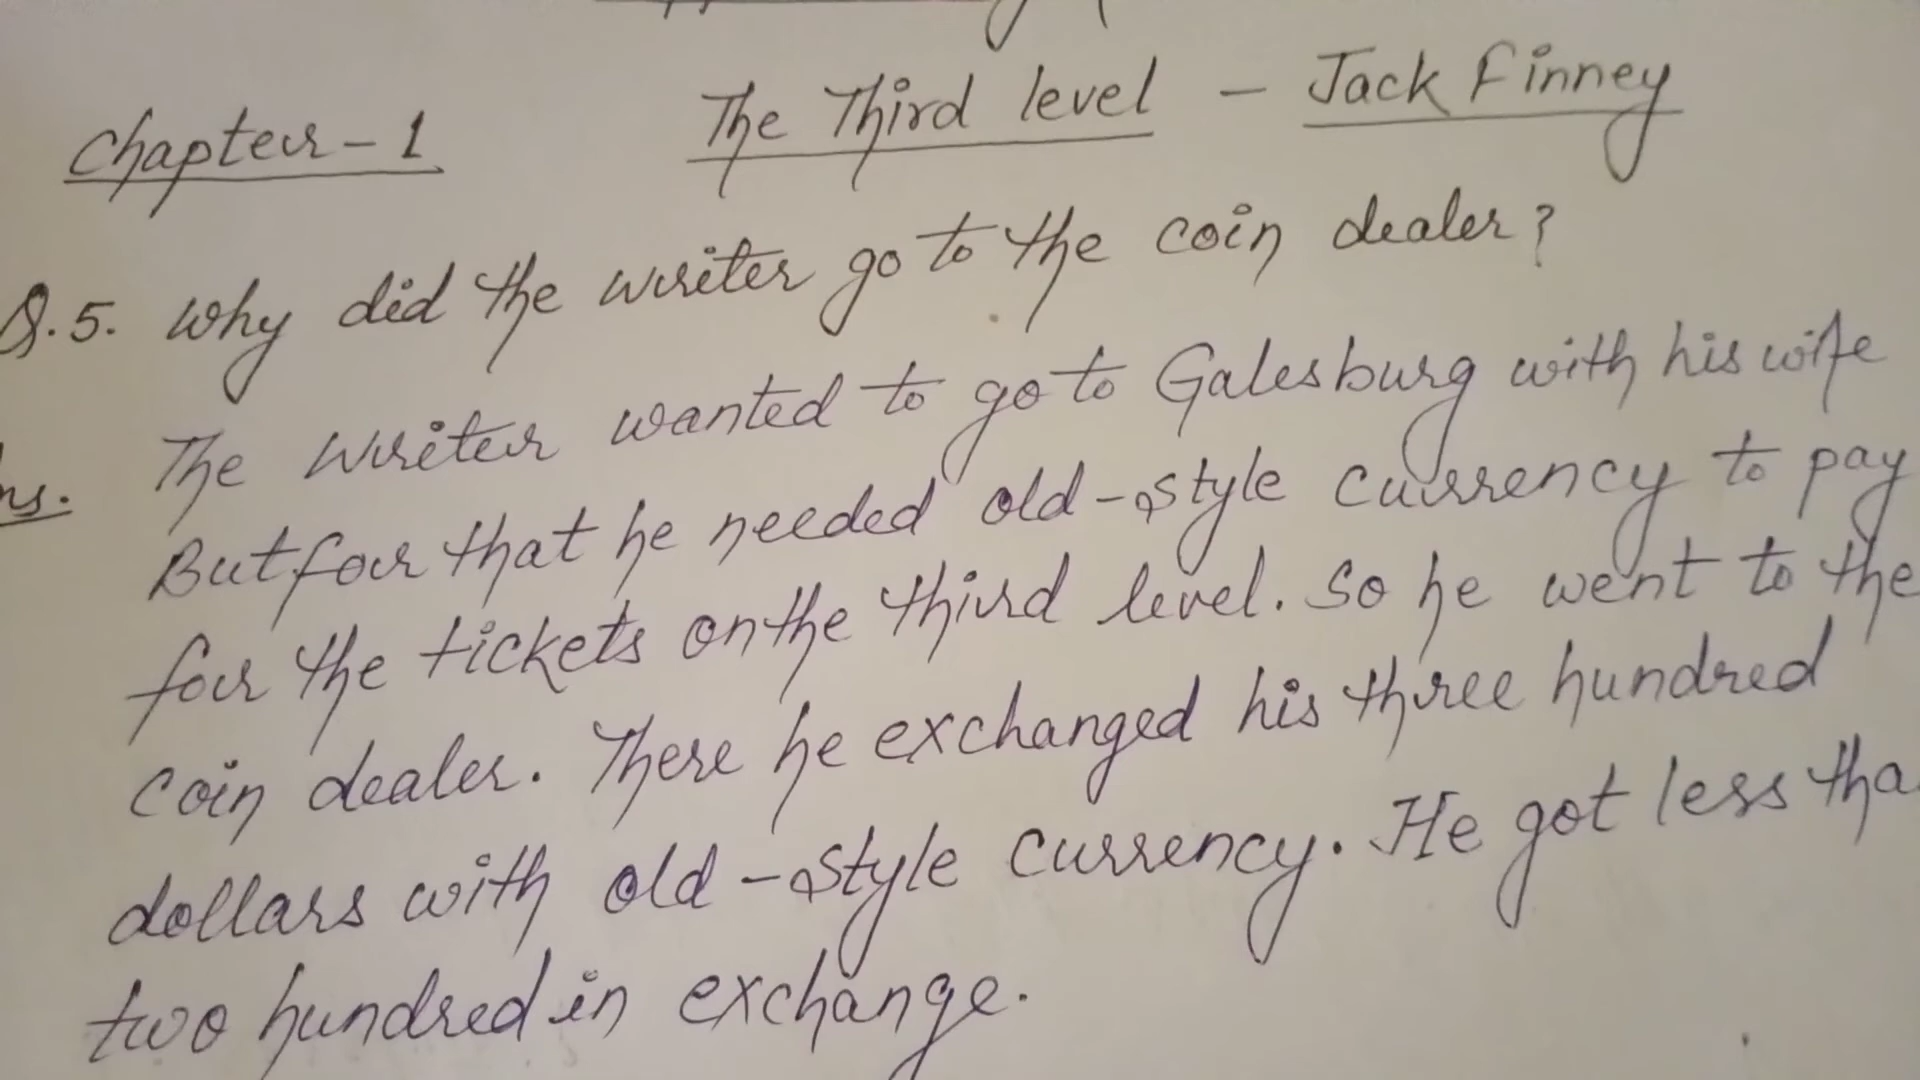 Chapter-1 The Third level - Jack Finney
Q.5. Why did the writer go to the coin dealer?
Ans. The writer wanted to go to Galesburg with his wife
But for that he needed old-style currency to pay
for the tickets on the third level. So he went to the
coin dealer. There he exchanged his three hundred
dollars with old-style currency. He got less tha
two hundred in exchange.